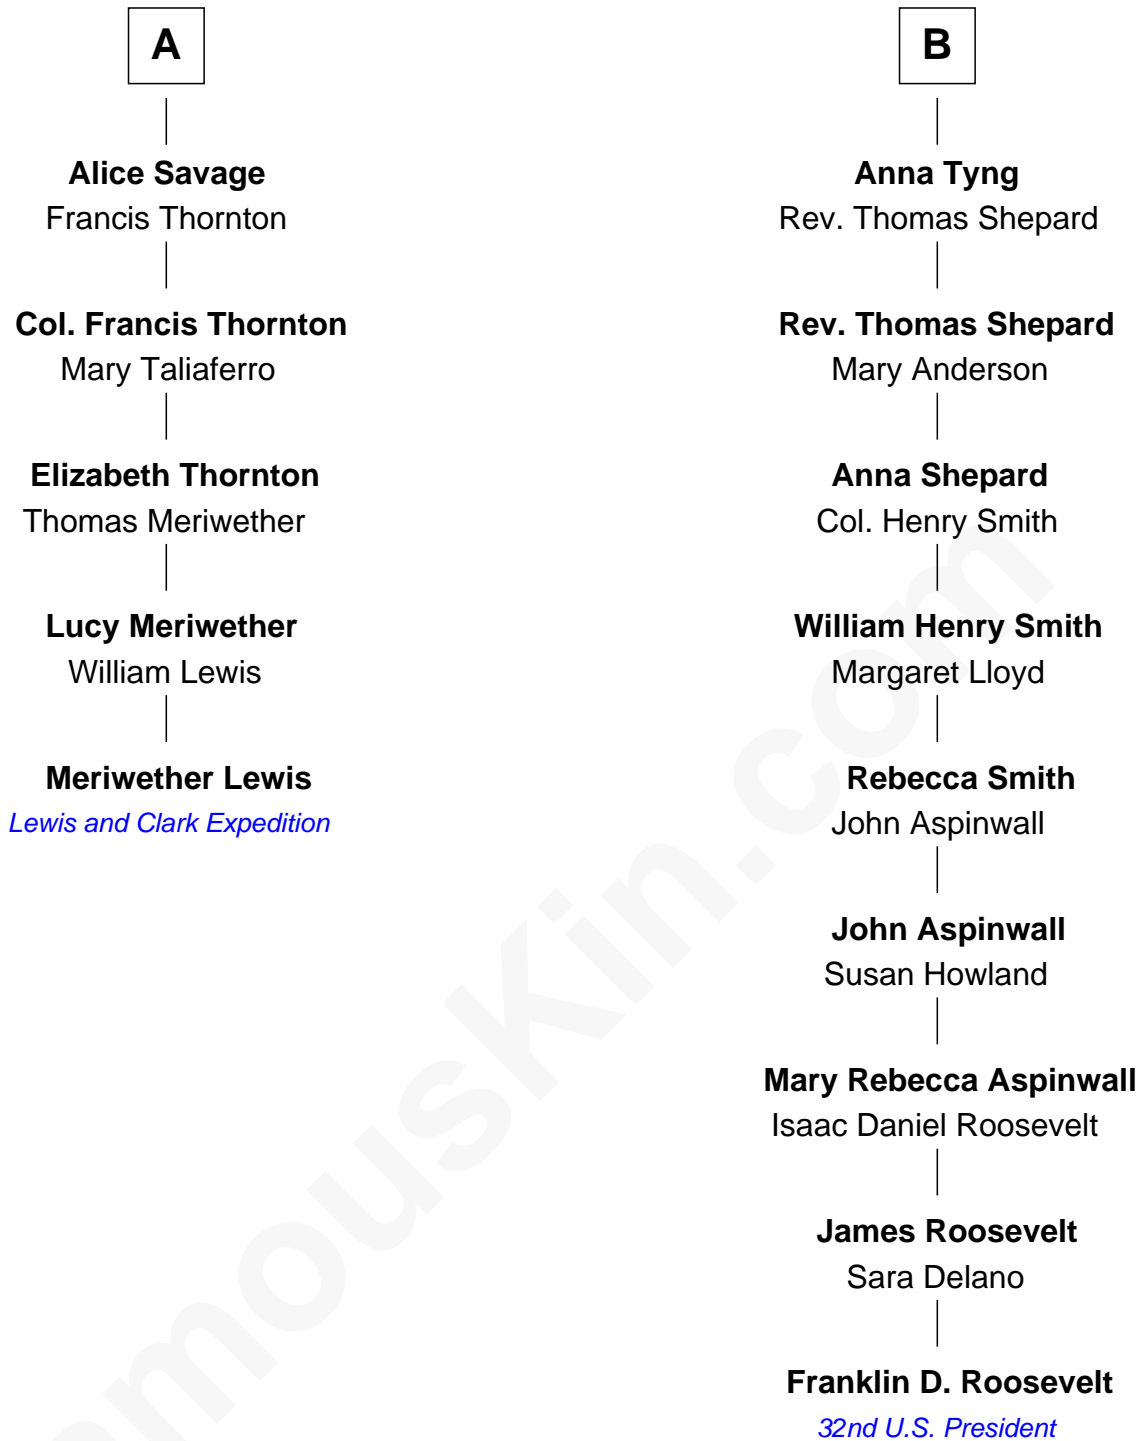 A
Alice Savage
Francis Thornton
Col. Francis Thornton
Mary Taliaferro
Elizabeth Thornton
Thomas Meriwether
Lucy Meriwether
William Lewis
Meriwether Lewis
Lewis and Clark Expedition
B
Anna Tyng
Rev. Thomas Shepard
Rev. Thomas Shepard
Mary Anderson
Anna Shepard
Col. Henry Smith
William Henry Smith
Margaret Lloyd
Rebecca Smith
John Aspinwall
John Aspinwall
Susan Howland
Mary Rebecca Aspinwall
Isaac Daniel Roosevelt
James Roosevelt
Sara Delano
Franklin D. Roosevelt
32nd U.S. President
amouskin.com